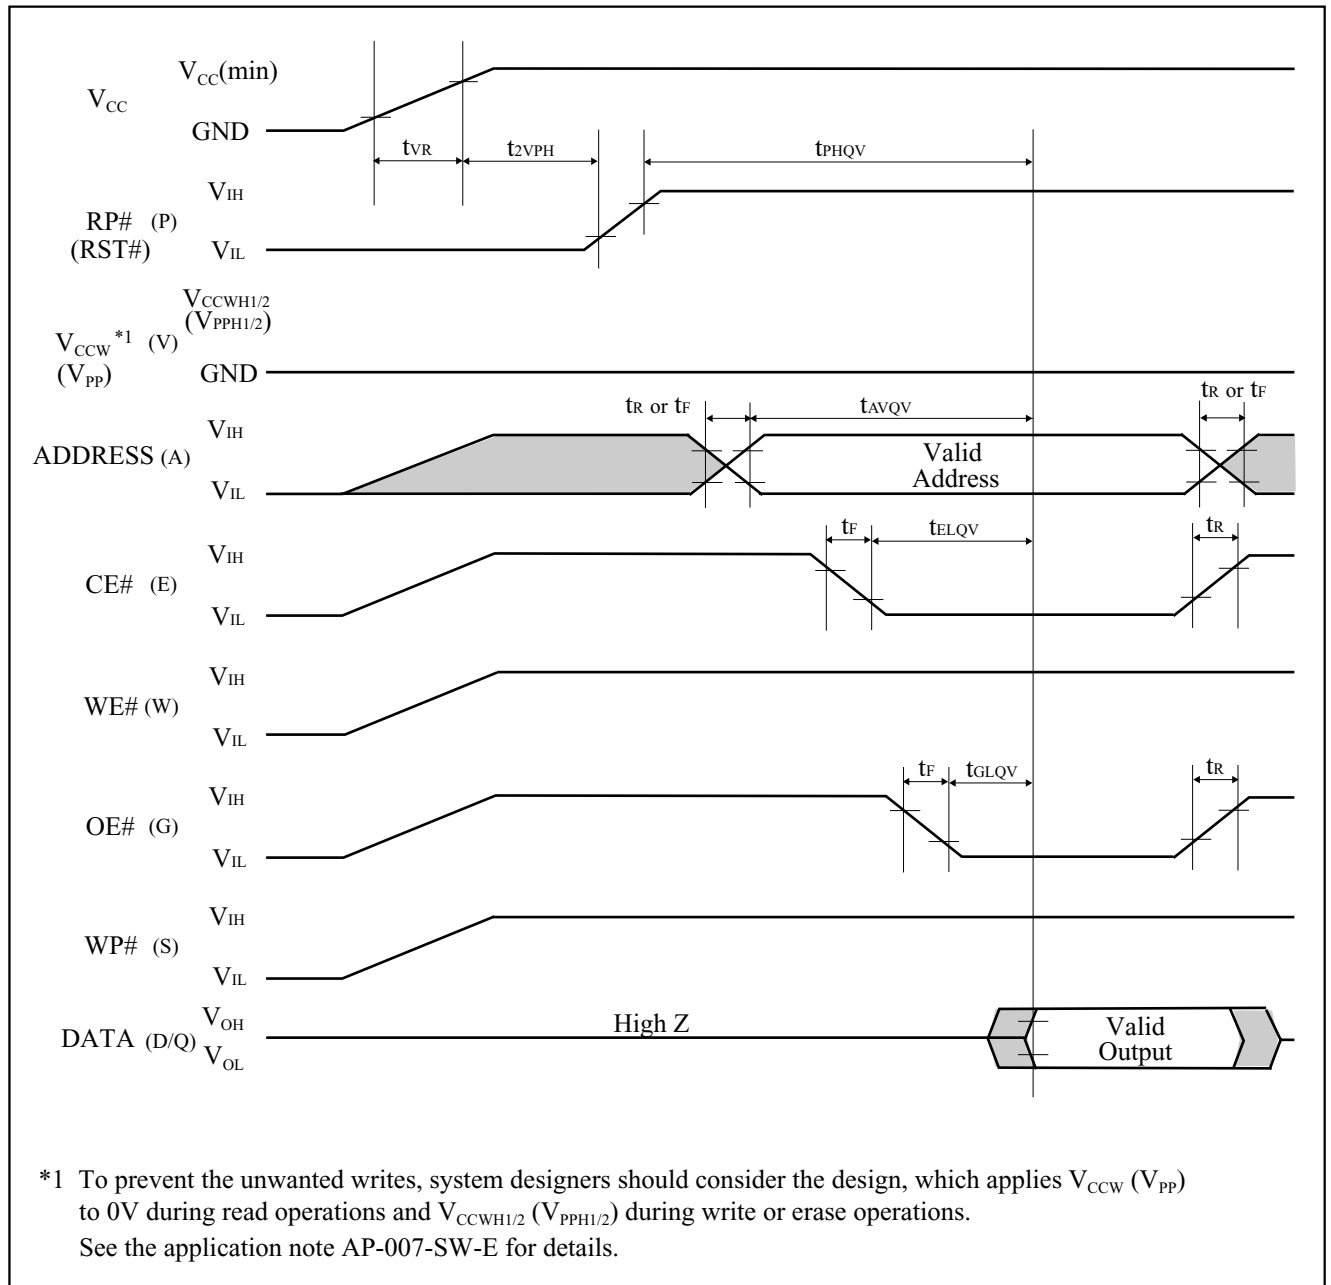 VCC(min)
VCC
GND
tVR
t2VPH
tPHQV
VIH
RP# (P)
(RST#)
VIL
VCCWH1/2
(VPPH1/2)
VCCW *1 (V)
(VPP)
GND
tR or tF
tAVQV
tR or tF
VIH
ADDRESS (A)
Valid
Address
VIL
tF
tELQV
tR
VIH
CE# (E)
VIL
VIH
WE# (W)
VIL
tF
tGLQV
tR
VIH
OE# (G)
VIL
VIH
WP# (S)
VIL
VOH
DATA (D/Q)
VOL
High Z
Valid
Output
*1 To prevent the unwanted writes, system designers should consider the design, which applies VCCW (VPP)
to 0V during read operations and VCCWH1/2 (VPPH1/2) during write or erase operations.
See the application note AP-007-SW-E for details.